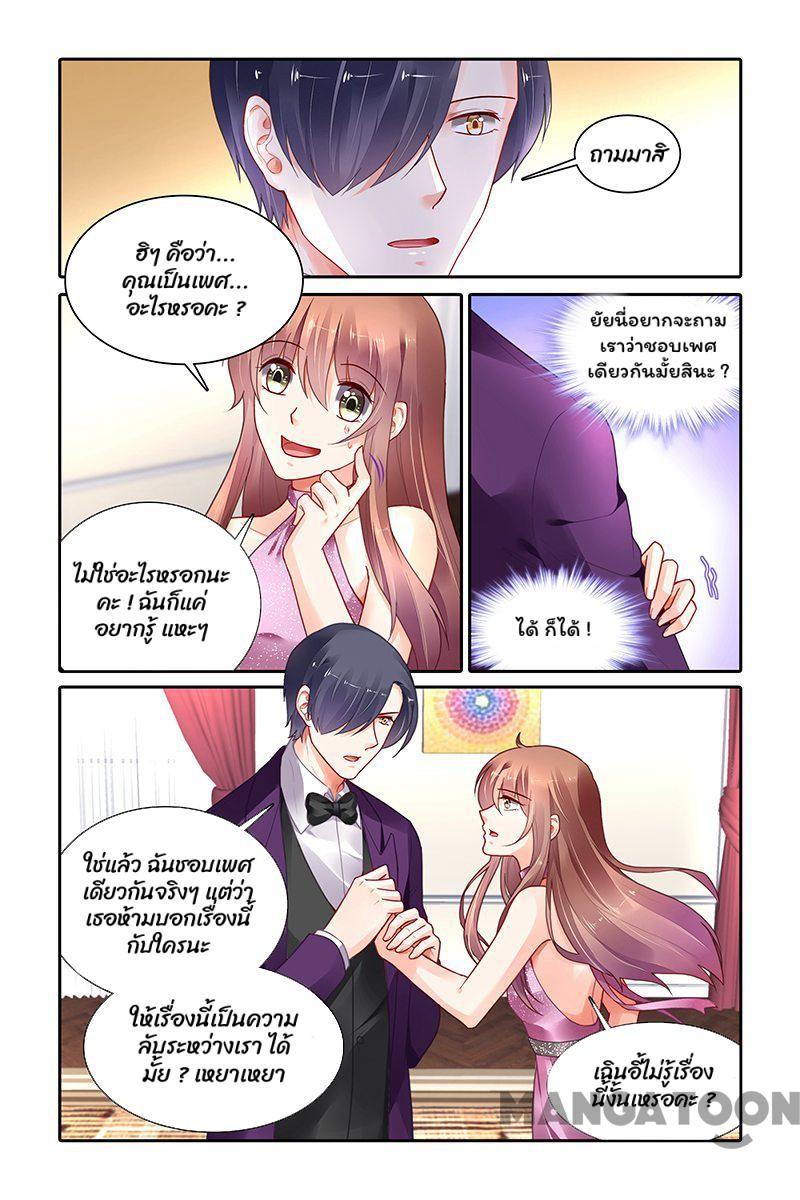 ถามมาสิ
ฮิๆ คือว่า...
คุณเป็นเพศ...
อะไรหรอคะ ?
ยัยนี่อยากจะถาม
เราว่าชอบเพศ
เดียวกันมั้ยสินะ ?
ไม่ใช่อะไรหรอกนะ
คะ ! ฉันก็แค่
อยากรู้ แหะๆ
ได้ ก็ได้ !
ใช่แล้ว ฉันชอบเพศ
เดียวกันจริงๆ แต่ว่า
เธอห้ามบอกเรื่องนี้
กับใครนะ
ให้เรื่องนี้เป็นความ
ลับระหว่างเรา ได้
มั้ย ? เหยาเหยา
เฉินอี้ไม่รู้เรื่อง
นี้งั้นเหรอคะ ?
MANGATOON